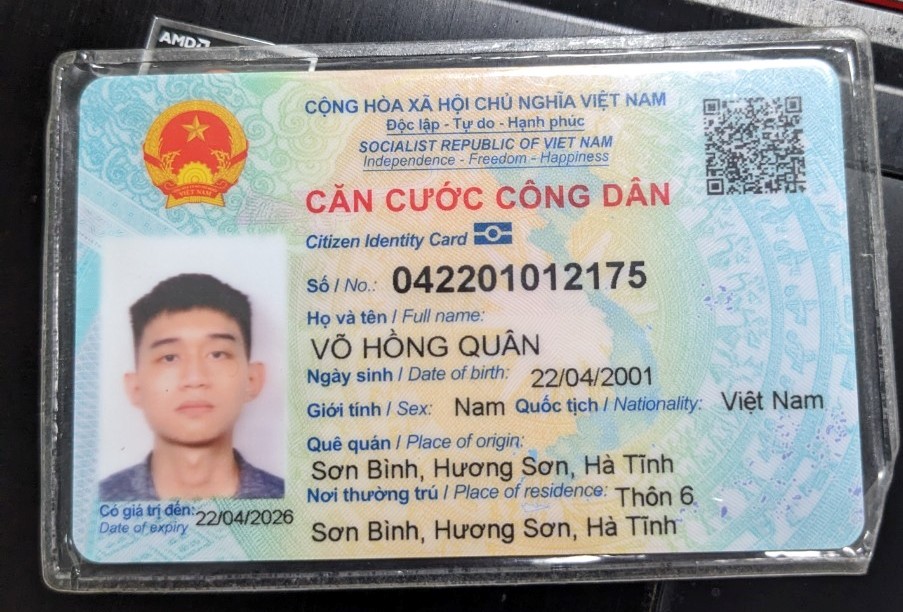 AMD
CỘNG HÒA XÃ HỘI CHỦ NGHĨA VIỆT NAM
Độc lập - Tự do - Hạnh phúc
SOCIALIST REPUBLIC OF VIET NAM
Independence - Freedom - Happiness
CĂN CƯỚC CÔNG DÂN
Citizen Identity Card
Số / No.: 042201012175
Họ và tên / Full name:
VÕ HỒNG QUÂN
Ngày sinh / Date of birth: 22/04/2001
Giới tính / Sex: Nam Quốc tịch / Nationality: Việt Nam
Quê quán / Place of origin:
Sơn Bình, Hương Sơn, Hà Tĩnh
Nơi thường trú / Place of residence: Thôn 6
Sơn Bình, Hương Sơn, Hà Tĩnh
Có giá trị đến: 22/04/2026
Date of expiry
VIỆT NAM